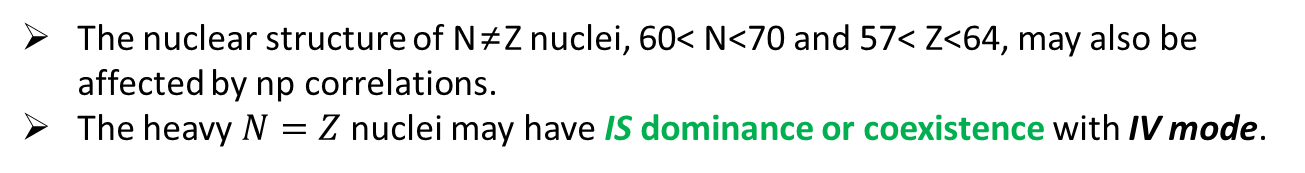 ➢ The nuclear structure of N≠Z nuclei, 60< N<70 and 57< Z<64, may also be
affected by np correlations.
➢ The heavy N = Z nuclei may have IS dominance or coexistence with IV mode.